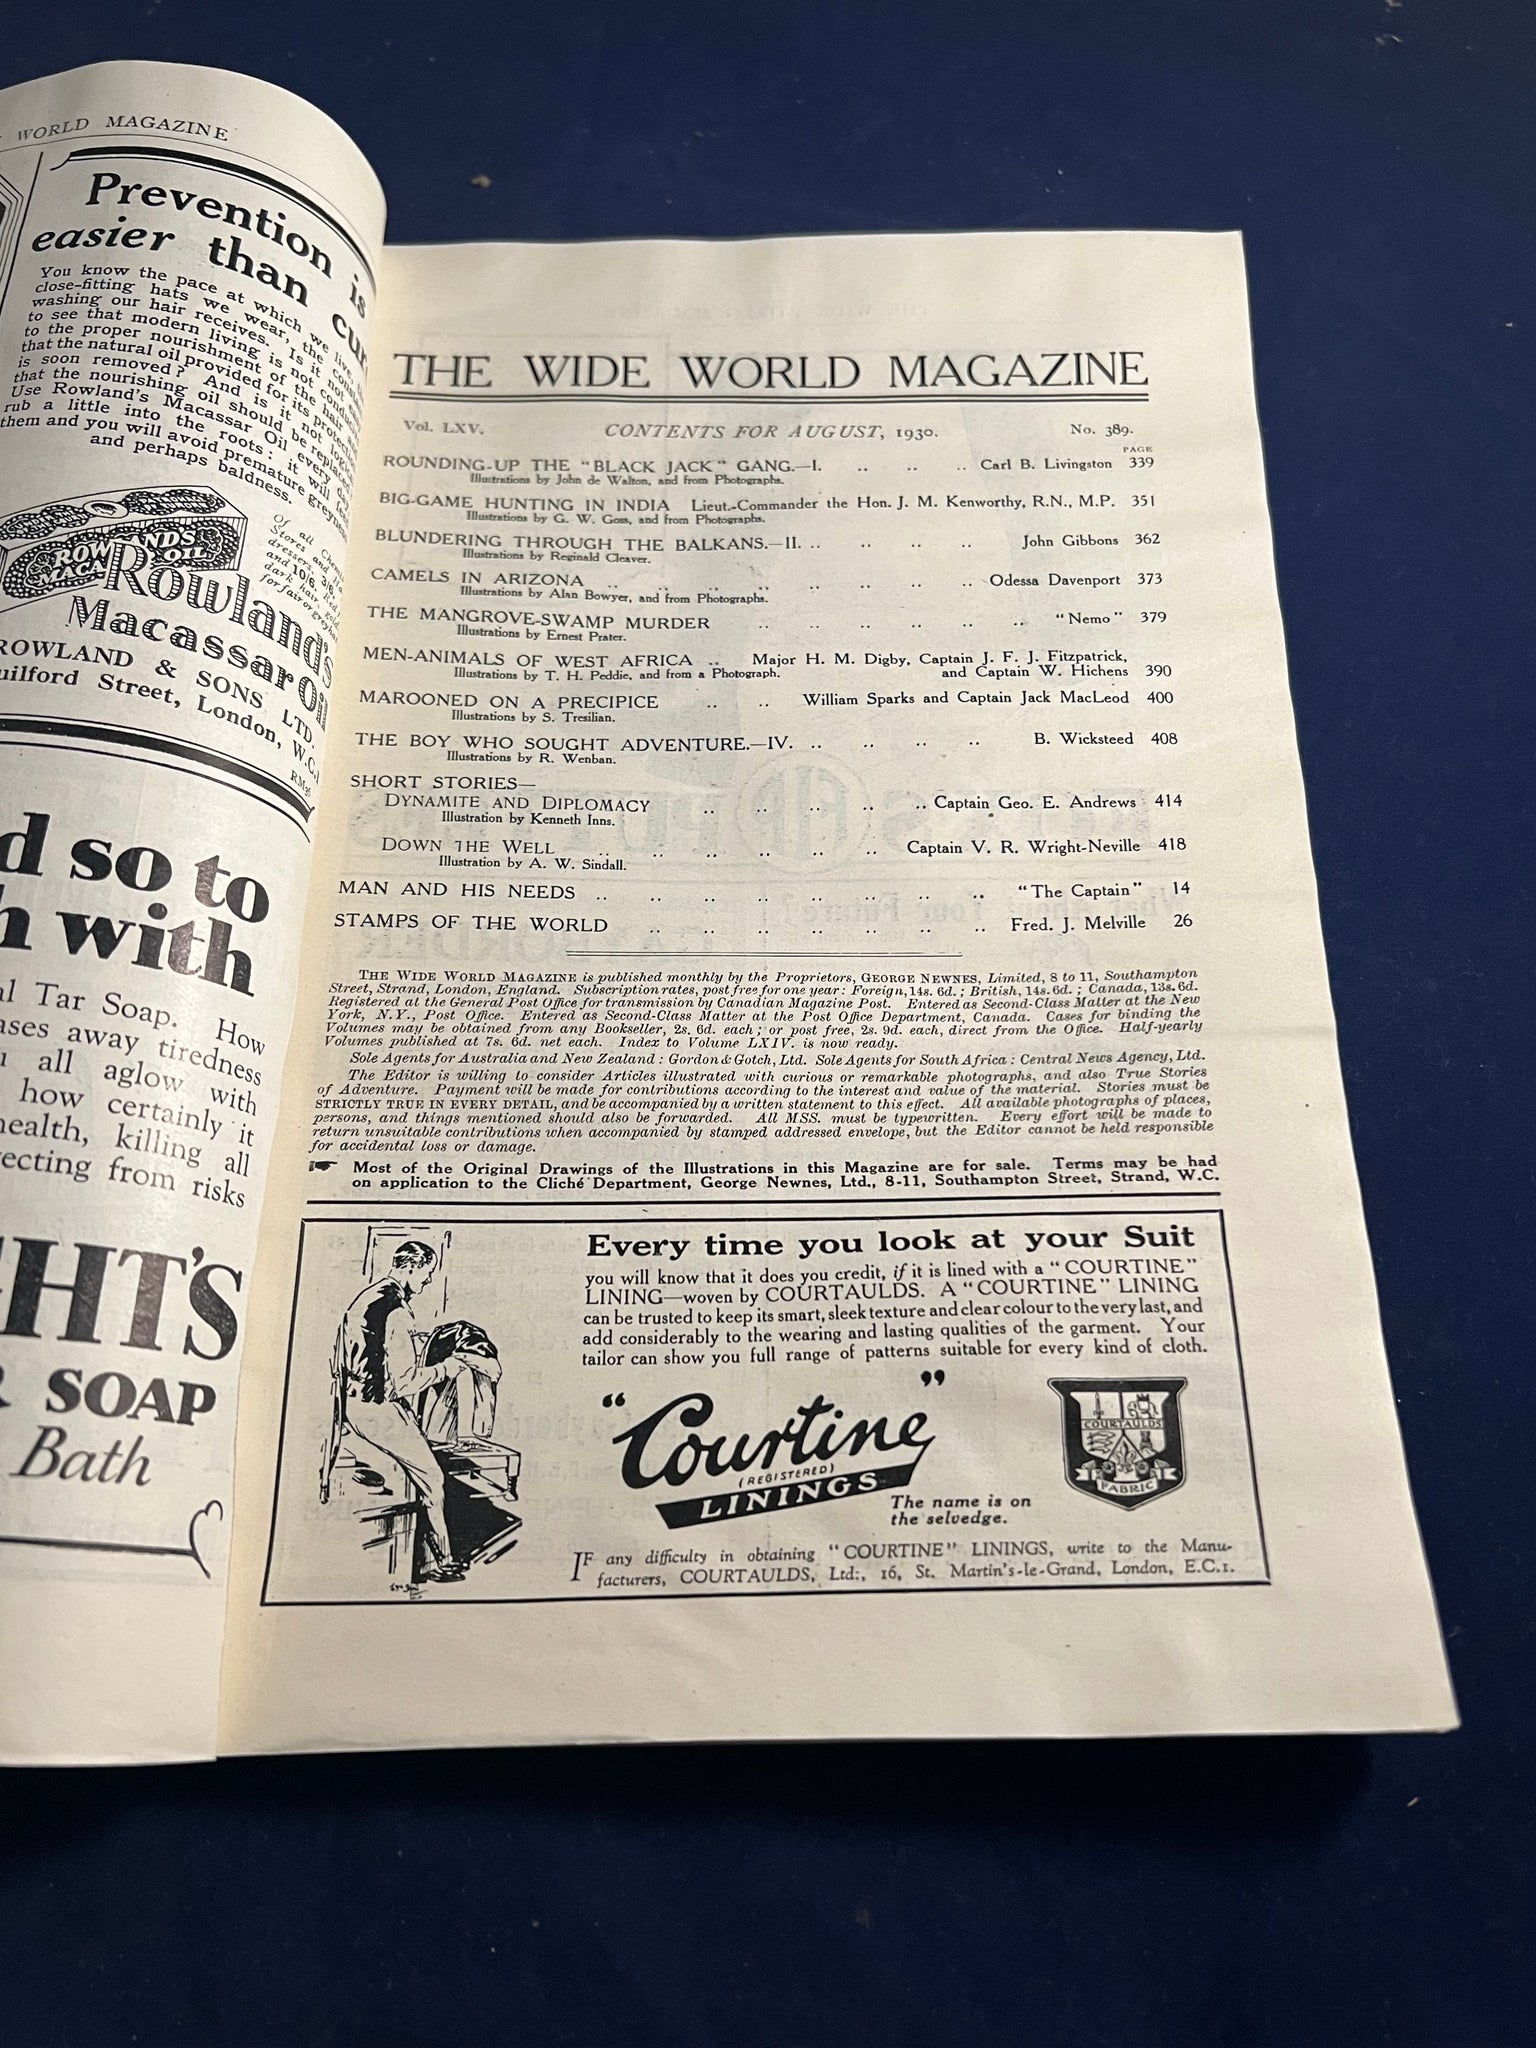 WORLD MAGAZINE
Prevention is
easier than
You know the pace at which we live, the
close-fitting hats we wear, the
washing our hair receives. Is it not
to see that modern living is not
to the proper nourishment of the hair
that the natural oil provided for its
is soon removed? And is it not
that the nourishing oil should be replaced?
Use Rowland's Macassar Oil every day
rub a little into the roots: it will
them and you will avoid premature greyness
and perhaps baldness.
Of all
Stores and
and 10/6. 3/6,
dark hair,
for fair or
ROWLANDS
OIL
Rowland's
Macassar Oil
ROWLAND & SONS LTD.
Street, London, W.C.1
d so to
h with
al Tar Soap. How
ases away tiredness
u all aglow with
how certainly it
health, killing all
ecting from risks
GHT'S
R SOAP
Bath
THE WIDE WORLD MAGAZINE
Vol. LXV. CONTENTS FOR AUGUST, 1930. No. 389.
PAGE
ROUNDING-UP THE "BLACK JACK" GANG.—I. .. .. .. Carl B. Livingston 339
Illustrations by John de Walton, and from Photographs.
BIG-GAME HUNTING IN INDIA Lieut.-Commander the Hon. J. M. Kenworthy, R.N., M.P. 351
Illustrations by G. W. Goss, and from Photographs.
BLUNDERING THROUGH THE BALKANS.—II. .. .. .. .. John Gibbons 362
Illustrations by Reginald Cleaver.
CAMELS IN ARIZONA .. .. .. .. .. .. .. .. Odessa Davenport 373
Illustrations by Alan Bowyer, and from Photographs.
THE MANGROVE-SWAMP MURDER .. .. .. .. .. .. "Nemo" 379
Illustrations by Ernest Prater.
MEN-ANIMALS OF WEST AFRICA .. Major H. M. Digby, Captain J. F. J. Fitzpatrick,
Illustrations by T. H. Peddie, and from a Photograph. and Captain W. Hichens 390
MAROONED ON A PRECIPICE .. .. William Sparks and Captain Jack MacLeod 400
Illustrations by S. Tresilian.
THE BOY WHO SOUGHT ADVENTURE.—IV. .. .. .. .. B. Wicksteed 408
Illustrations by R. Wenban.
SHORT STORIES—
DYNAMITE AND DIPLOMACY .. .. .. .. .. Captain Geo. E. Andrews 414
Illustration by Kenneth Inns.
DOWN THE WELL .. .. .. .. .. .. Captain V. R. Wright-Neville 418
Illustration by A. W. Sindall.
MAN AND HIS NEEDS .. .. .. .. .. .. .. .. "The Captain" 14
STAMPS OF THE WORLD .. .. .. .. .. .. .. Fred. J. Melville 26
THE WIDE WORLD MAGAZINE is published monthly by the Proprietors, GEORGE NEWNES, Limited, 8 to 11, Southampton
Street, Strand, London, England. Subscription rates, post free for one year: Foreign, 14s. 6d.; British, 14s. 6d.; Canada, 13s. 6d.
Registered at the General Post Office for transmission by Canadian Magazine Post. Entered as Second-Class Matter at the New
York, N.Y., Post Office. Entered as Second-Class Matter at the Post Office Department, Canada. Cases for binding the
Volumes may be obtained from any Bookseller, 2s. 6d. each; or post free, 2s. 9d. each, direct from the Office. Half-yearly
Volumes published at 7s. 6d. net each. Index to Volume LXIV. is now ready.
Sole Agents for Australia and New Zealand: Gordon & Gotch, Ltd. Sole Agents for South Africa: Central News Agency, Ltd.
The Editor is willing to consider Articles illustrated with curious or remarkable photographs, and also True Stories
of Adventure. Payment will be made for contributions according to the interest and value of the material. Stories must be
STRICTLY TRUE IN EVERY DETAIL, and be accompanied by a written statement to this effect. All available photographs of places,
persons, and things mentioned should also be forwarded. All MSS. must be typewritten. Every effort will be made to
return unsuitable contributions when accompanied by stamped addressed envelope, but the Editor cannot be held responsible
for accidental loss or damage.
Most of the Original Drawings of the Illustrations in this Magazine are for sale. Terms may be had
on application to the Cliché Department, George Newnes, Ltd., 8-11, Southampton Street, Strand, W.C.
Every time you look at your Suit
you will know that it does you credit, if it is lined with a "COURTINE"
LINING—woven by COURTAULDS. A "COURTINE" LINING
can be trusted to keep its smart, sleek texture and clear colour to the very last, and
add considerably to the wearing and lasting qualities of the garment. Your
tailor can show you full range of patterns suitable for every kind of cloth.
"Courtine"
(REGISTERED)
LININGS
The name is on
the selvedge.
COURTAULDS
FABRIC
IF any difficulty in obtaining "COURTINE" LININGS, write to the Manu-
facturers, COURTAULDS, Ltd., 16, St. Martin's-le-Grand, London, E.C.1.